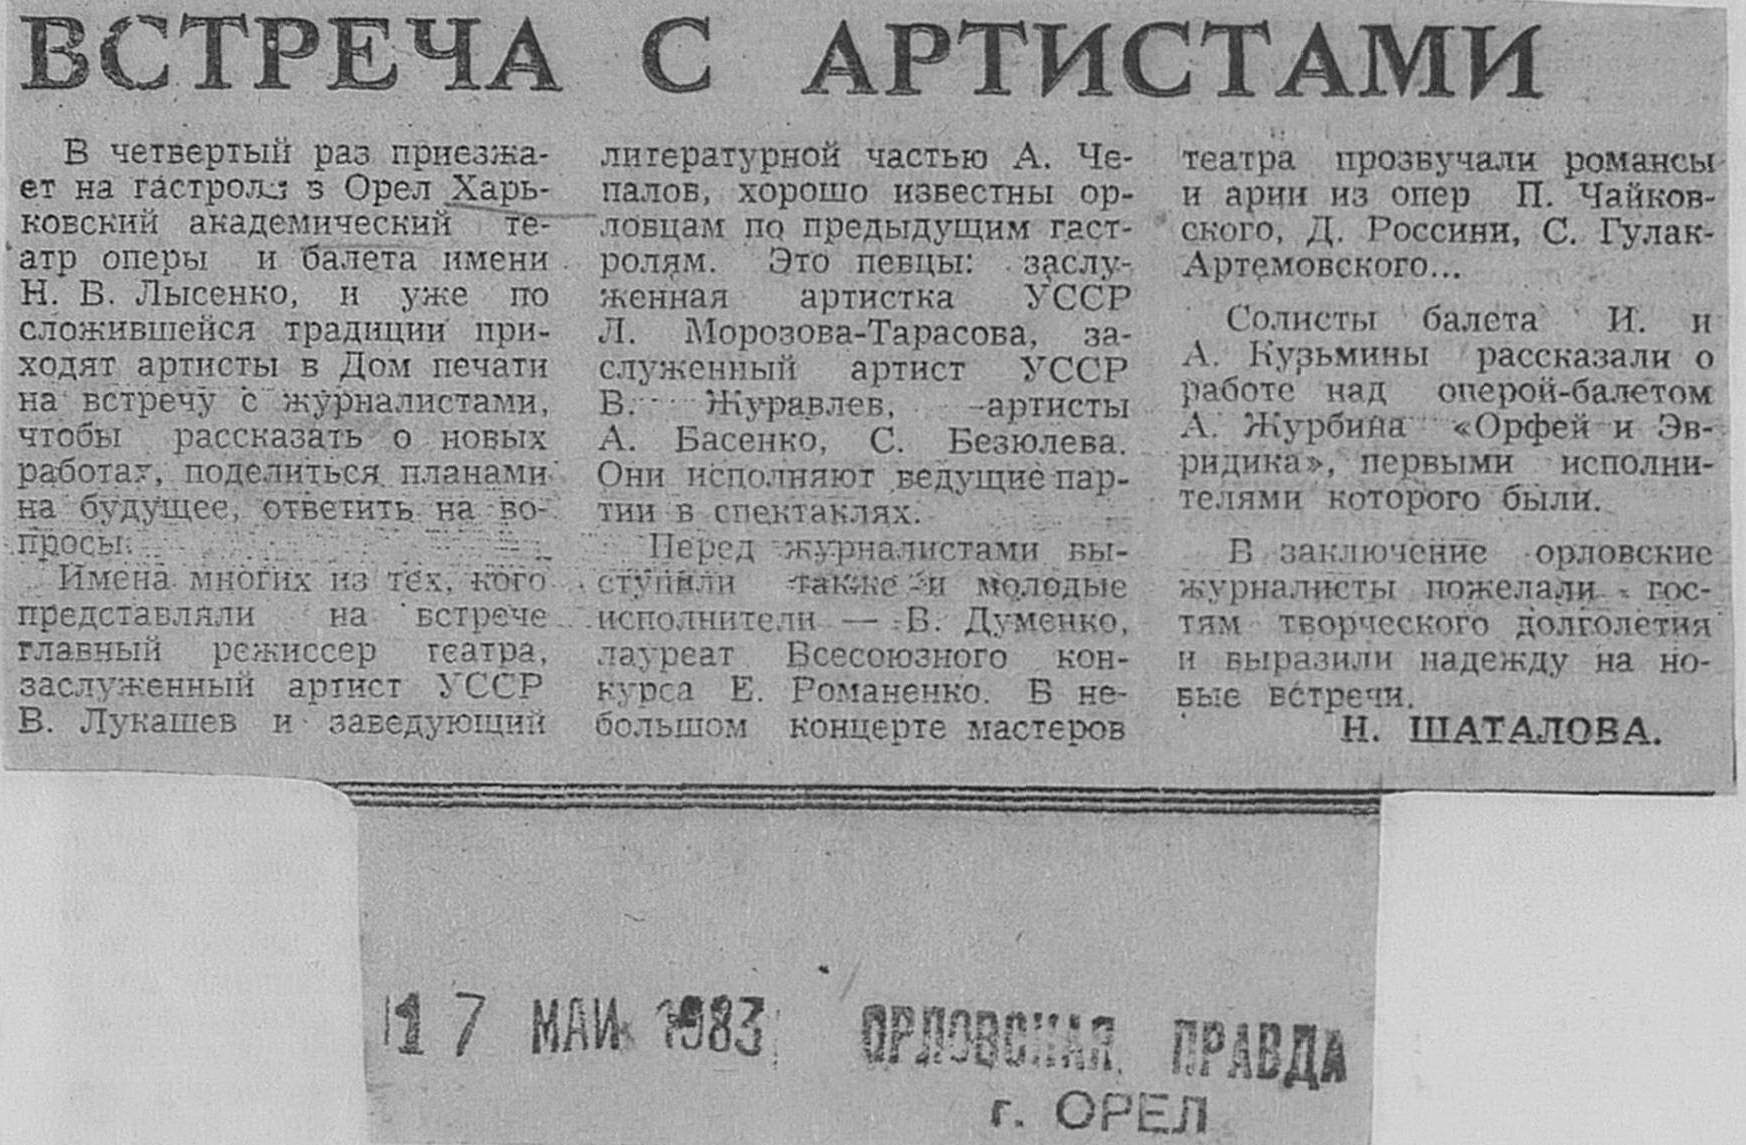 ВСТРЕЧА С АРТИСТАМИ
В четвертый раз приезжа-
ет на гастроли в Орел Харь-
ковский академический те-
атр оперы и балета имени
Н. В. Лысенко, и уже по
сложившейся традиции при-
ходят артисты в Дом печати
на встречу с журналистами,
чтобы рассказать о новых
работах, поделиться планами
на будущее, ответить на во-
просы.
Имена многих из тех, кого
представляли на встрече
главный режиссер театра,
заслуженный артист УССР
В. Лукашев и заведующий
литературной частью А. Че-
палов, хорошо известны ор-
ловцам по предыдущим гаст-
ролям. Это певцы: заслу-
женная артистка УССР
Л. Морозова-Тарасова, за-
служенный артист УССР
В. Журавлев, артисты
А. Басенко, С. Безюлева.
Они исполняют ведущие пар-
тии в спектаклях.
Перед журналистами вы-
ступили также и молодые
исполнители — В. Думенко,
лауреат Всесоюзного кон-
курса Е. Романенко. В не-
большом концерте мастеров
театра прозвучали романсы
и арии из опер П. Чайков-
ского, Д. Россини, С. Гулак-
Артемовского...
Солисты балета И. и
А. Кузьмины рассказали о
работе над оперой-балетом
А. Журбина «Орфей и Эв-
ридика», первыми исполни-
телями которого были.
В заключение орловские
журналисты пожелали гос-
тям творческого долголетия
и выразили надежду на но-
вые встречи.
Н. ШАТАЛОВА.
17 МАЙ 1983 ОРЛОВСКАЯ ПРАВДА
г. ОРЕЛ